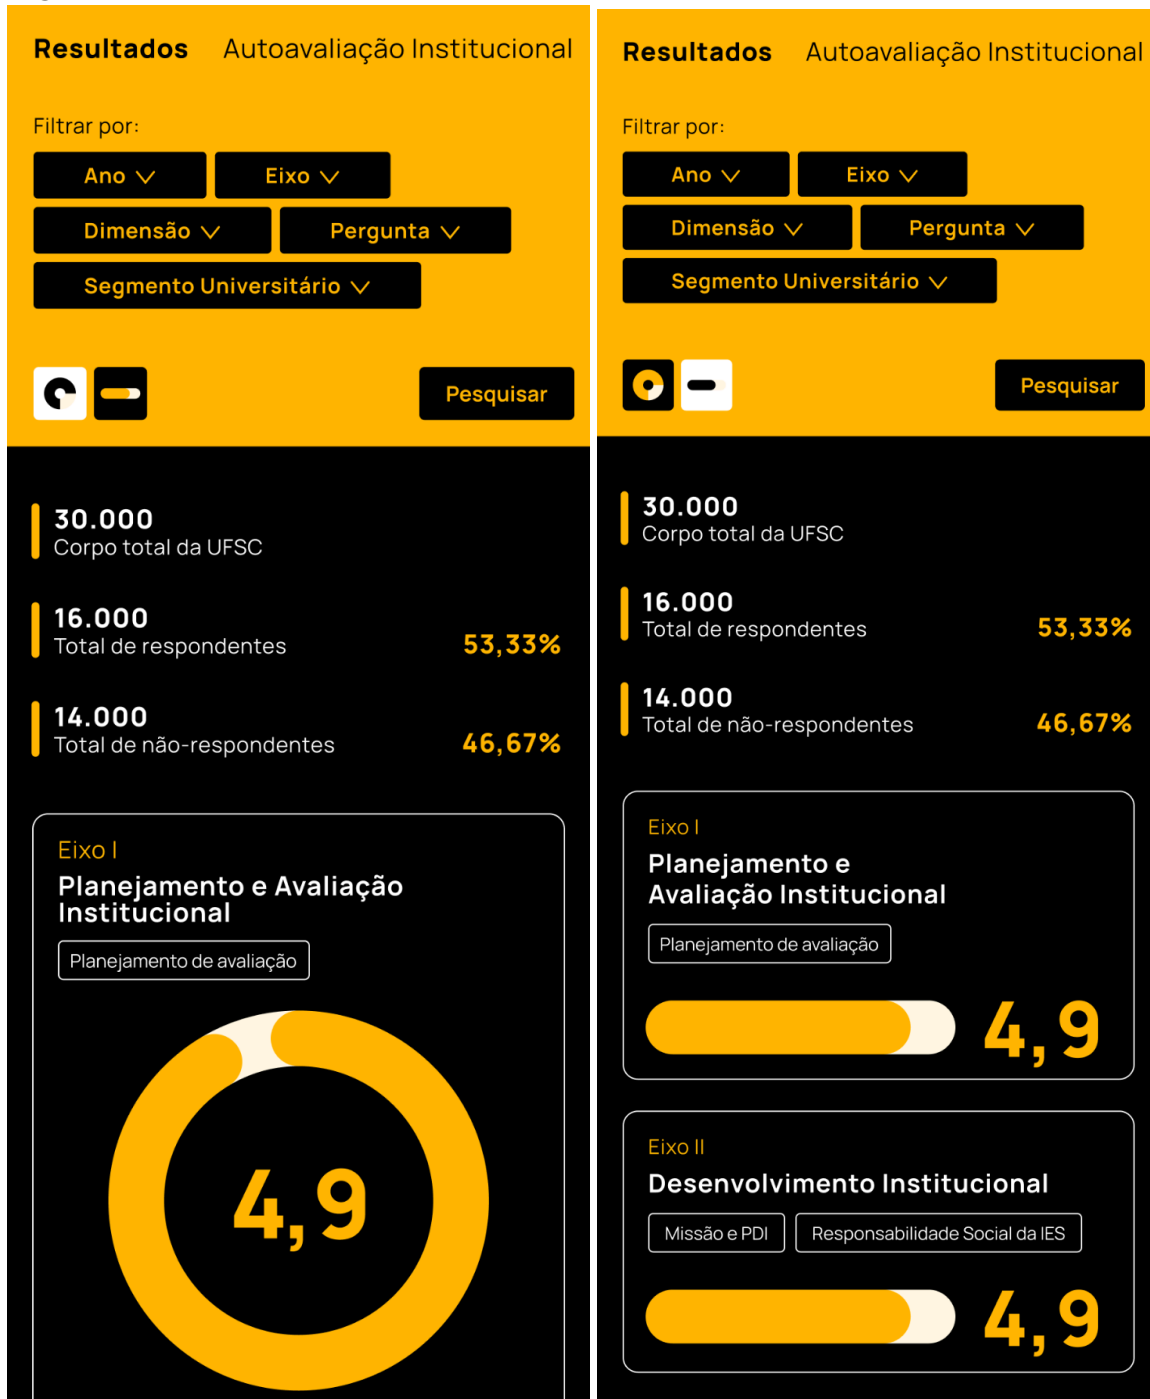 Resultados Autoavaliação Institucional
Filtrar por:
Ano Eixo
Dimensão Pergunta
Segmento Universitário
Pesquisar
30.000
Corpo total da UFSC
16.000
Total de respondentes 53,33%
14.000
Total de não-respondentes 46,67%
Eixo I
Planejamento e Avaliação
Institucional
Planejamento de avaliação
4,9
Resultados Autoavaliação Institucional
Filtrar por:
Ano Eixo
Dimensão Pergunta
Segmento Universitário
Pesquisar
30.000
Corpo total da UFSC
16.000
Total de respondentes 53,33%
14.000
Total de não-respondentes 46,67%
Eixo I
Planejamento e
Avaliação Institucional
Planejamento de avaliação
4,9
Eixo II
Desenvolvimento Institucional
Missão e PDI Responsabilidade Social da IES
4,9